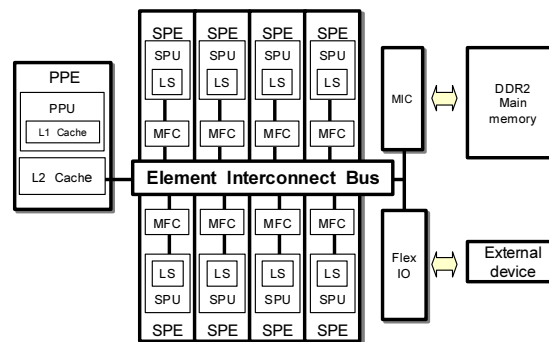 SPE SPE SPE SPE
SPU SPU SPU SPU
LS LS LS LS
MFC MFC MFC MFC
PPE
PPU
L1 Cache
L2 Cache
Element Interconnect Bus
MIC
DDR2
Main
memory
MFC MFC MFC MFC
LS LS LS LS
SPU SPU SPU SPU
SPE SPE SPE SPE
Flex
IO
External
device